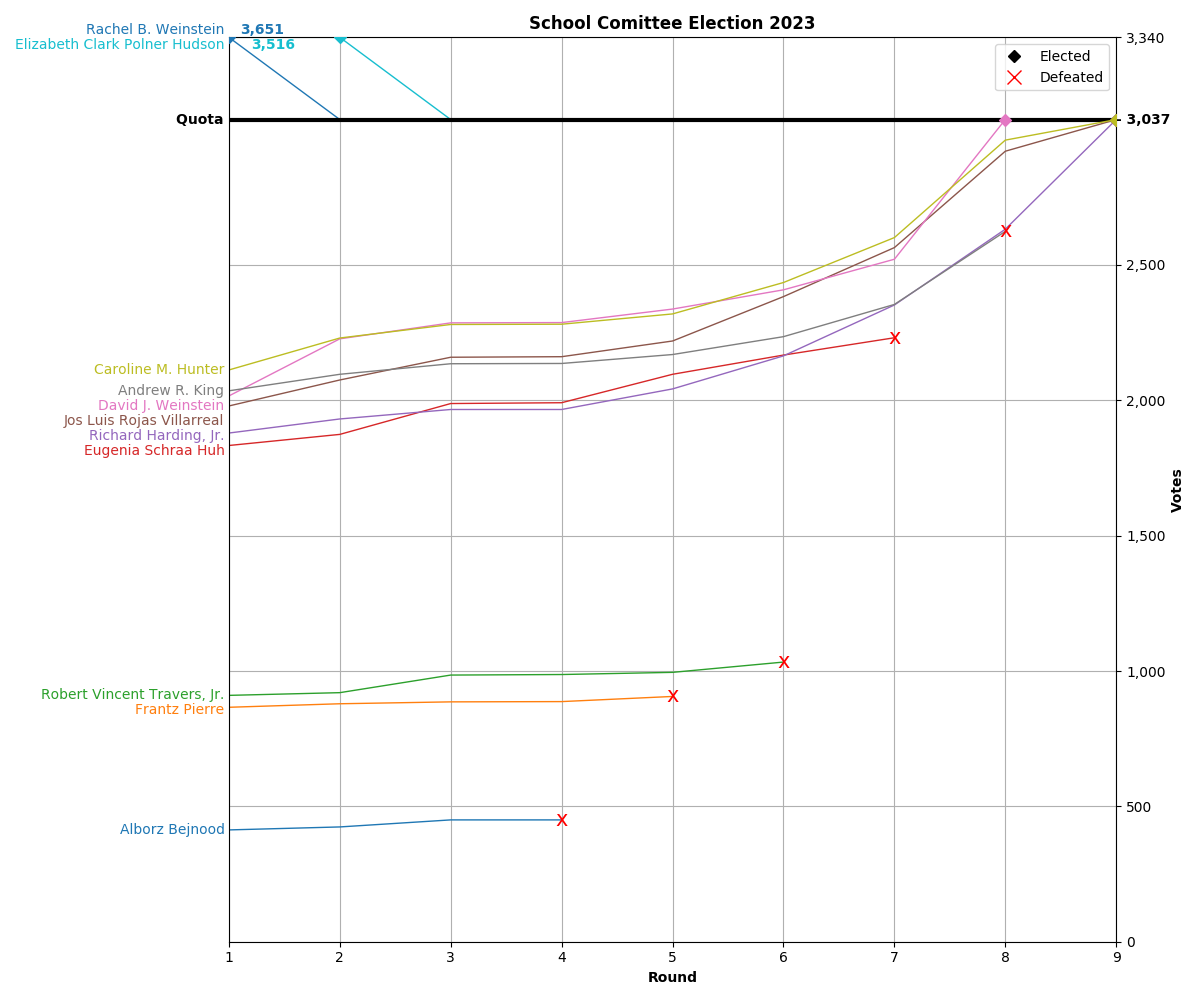 School Comittee Election 2023
Rachel B. Weinstein 3,651
Elizabeth Clark Polner Hudson 3,516
3,340
Elected
Defeated
Quota
3,037
2,500
Caroline M. Hunter
Andrew R. King
2,000
David J. Weinstein
Jos Luis Rojas Villarreal
Richard Harding, Jr.
Eugenia Schraa Huh
Votes
1,500
1,000
Robert Vincent Travers, Jr.
Frantz Pierre
500
Alborz Bejnood
0
1 2 3 4 5 6 7 8 9
Round